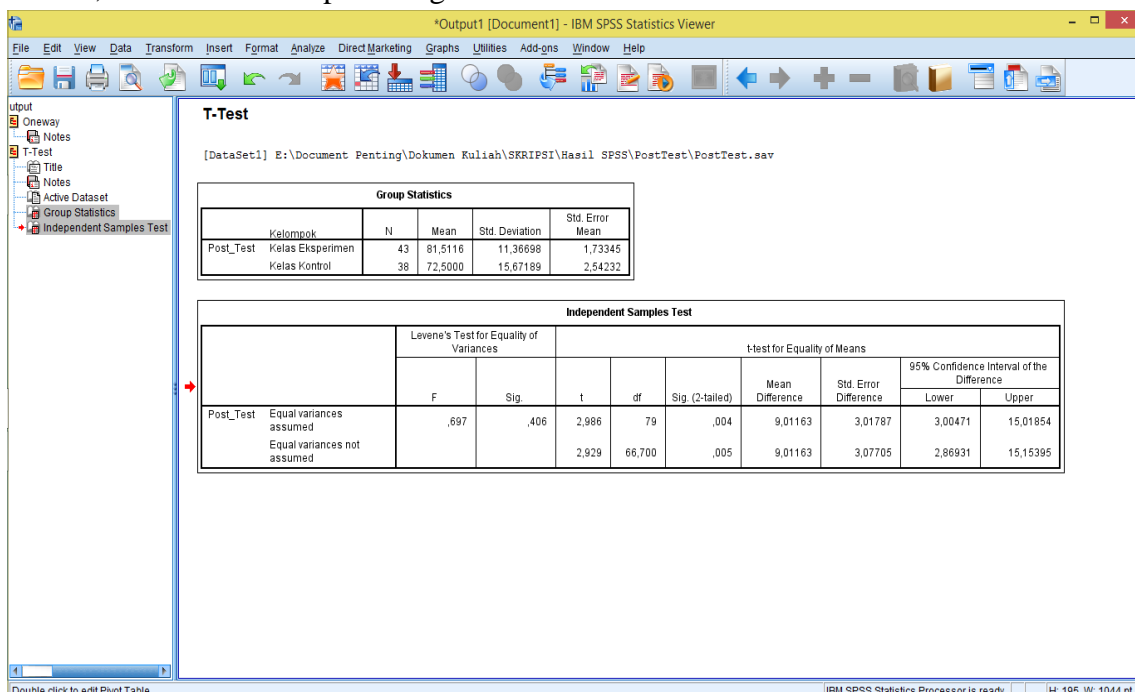 *Output1 [Document1] - IBM SPSS Statistics Viewer
File Edit View Data Transform Insert Format Analyze Direct Marketing Graphs Utilities Add-ons Window Help
utput
Oneway
Notes
T-Test
Title
Notes
Active Dataset
Group Statistics
Independent Samples Test
T-Test
[DataSet1] E:\Document Penting\Dokumen Kuliah\SKRIPSI\Hasil SPSS\PostTest\PostTest.sav
Group Statistics
Kelompok N Mean Std. Deviation Std. Error Mean
Post_Test Kelas Eksperimen 43 81,5116 11,36698 1,73345
Kelas Kontrol 38 72,5000 15,67189 2,54232
Independent Samples Test
Levene's Test for Equality of Variances t-test for Equality of Means
95% Confidence Interval of the Difference
F Sig. t df Sig. (2-tailed) Mean Difference Std. Error Difference Lower Upper
Post_Test Equal variances assumed ,697 ,406 2,986 79 ,004 9,01163 3,01787 3,00471 15,01854
Equal variances not assumed 2,929 66,700 ,005 9,01163 3,07705 2,86931 15,15395
Double click to edit Pivot Table IBM SPSS Statistics Processor is ready H: 195, W: 1044 pt